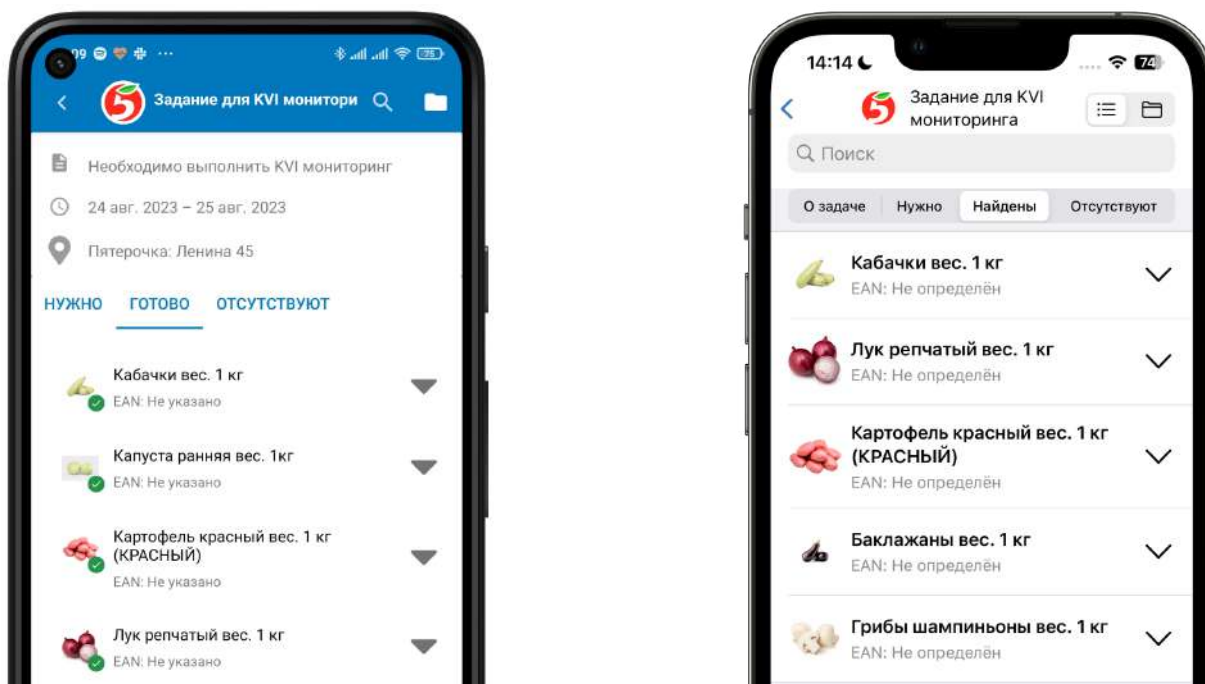 09 ...
75
Задание для KVI монитори
Необходимо выполнить KVI мониторинг
24 авг. 2023 – 25 авг. 2023
Пятерочка: Ленина 45
НУЖНО ГОТОВО ОТСУТСТВУЮТ
Кабачки вес. 1 кг
EAN: Не указано
Капуста ранняя вес. 1кг
EAN: Не указано
Картофель красный вес. 1 кг
(КРАСНЫЙ)
EAN: Не указано
Лук репчатый вес. 1 кг
EAN: Не указано
14:14
74
5
Задание для KVI
мониторинга
Поиск
О задаче Нужно Найдены Отсутствуют
Кабачки вес. 1 кг
EAN: Не определён
Лук репчатый вес. 1 кг
EAN: Не определён
Картофель красный вес. 1 кг
(КРАСНЫЙ)
EAN: Не определён
Баклажаны вес. 1 кг
EAN: Не определён
Грибы шампиньоны вес. 1 кг
EAN: Не определён